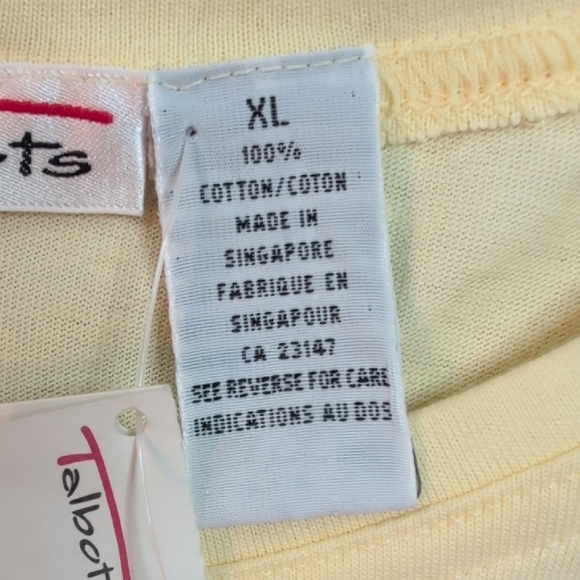 ts
XL
100%
COTTON/COTON
MADE IN
SINGAPORE
FABRIQUE EN
SINGAPOUR
CA 23147
SEE REVERSE FOR CARE
INDICATIONS AU DOS
Talbot